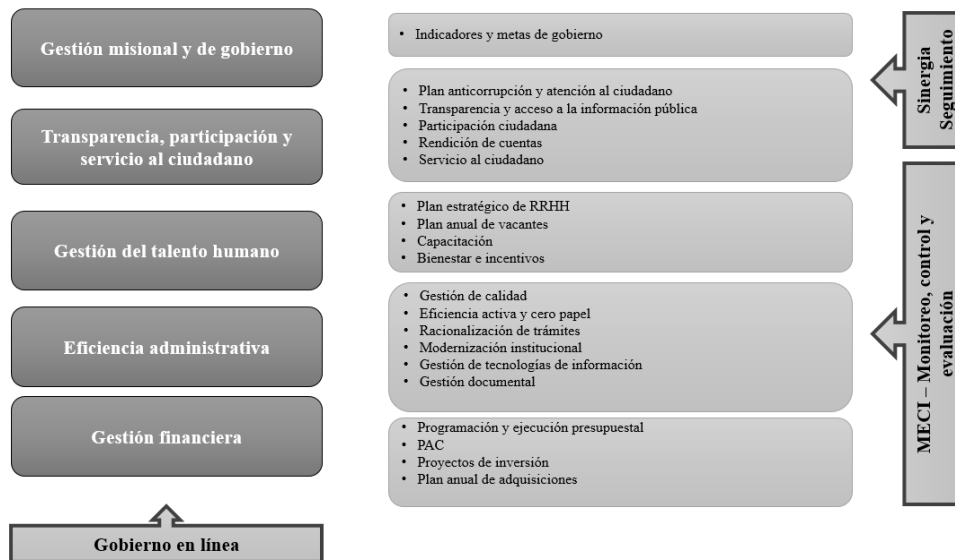 Gestión misional y de gobierno
• Indicadores y metas de gobierno
Transparencia, participación y
servicio al ciudadano
• Plan anticorrupción y atención al ciudadano
• Transparencia y acceso a la información pública
• Participación ciudadana
• Rendición de cuentas
• Servicio al ciudadano
Gestión del talento humano
• Plan estratégico de RRHH
• Plan anual de vacantes
• Capacitación
• Bienestar e incentivos
Eficiencia administrativa
• Gestión de calidad
• Eficiencia activa y cero papel
• Racionalización de trámites
• Modernización institucional
• Gestión de tecnologías de información
• Gestión documental
Gestión financiera
• Programación y ejecución presupuestal
• PAC
• Proyectos de inversión
• Plan anual de adquisiciones
Gobierno en línea
Sinergia
Seguimiento
MECI – Monitoreo, control y
evaluación